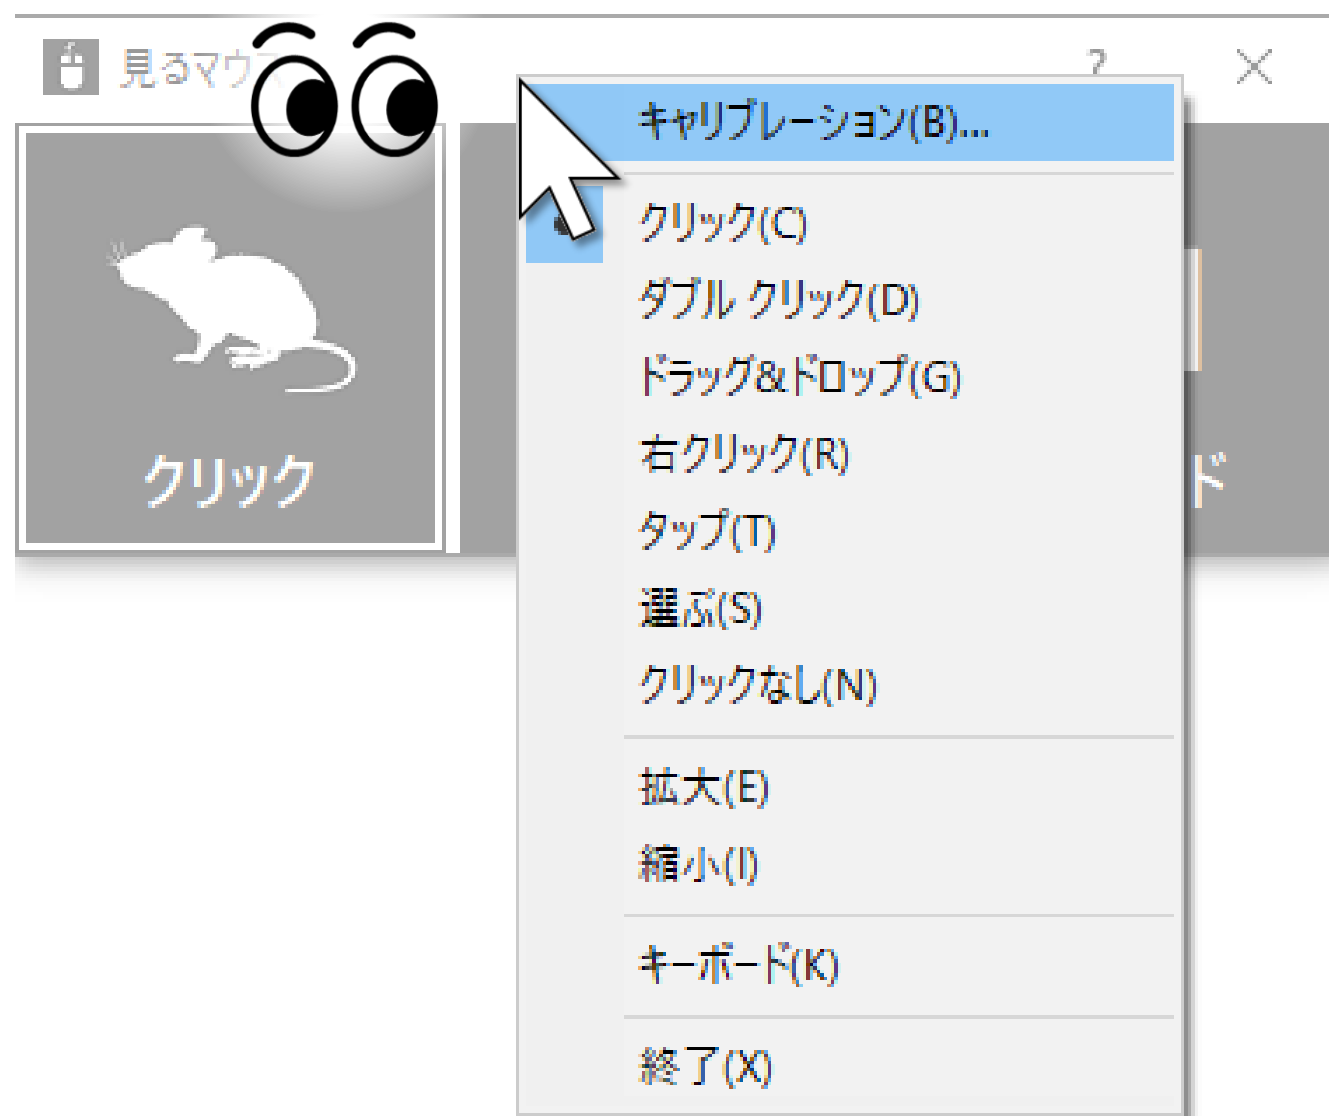 見るマウ
?
キャリブレーション(B)...
クリック(C)
ダブル クリック(D)
ドラッグ&ドロップ(G)
右クリック(R)
タップ(T)
選ぶ(S)
クリックなし(N)
拡大(E)
縮小(I)
キーボード(K)
終了(X)
クリック
ド